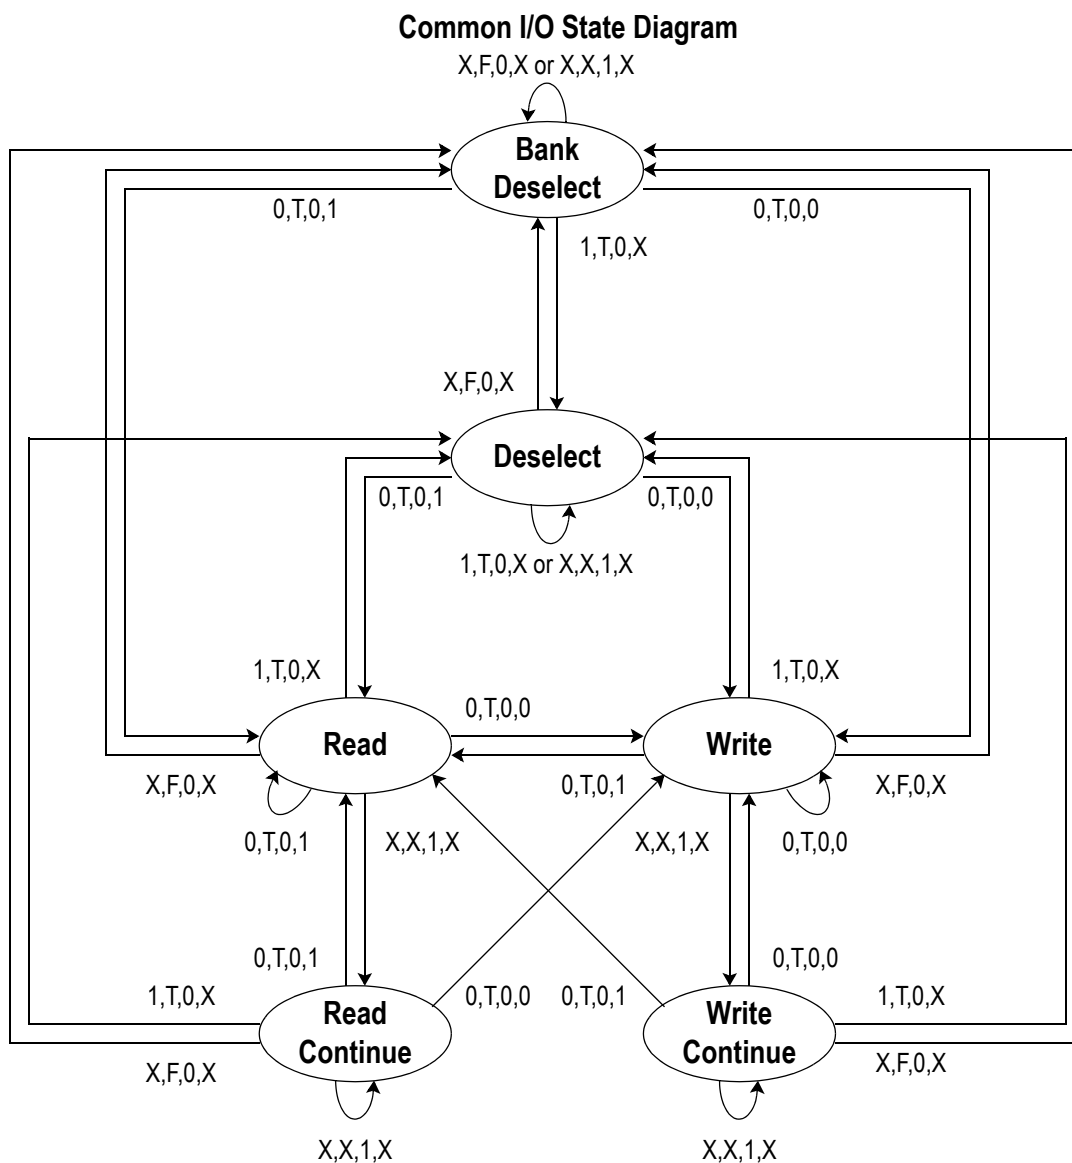 Common I/O State Diagram
X,F,0,X or X,X,1,X
Bank
Deselect
0,T,0,1
0,T,0,0
1,T,0,X
X,F,0,X
Deselect
0,T,0,1
0,T,0,0
1,T,0,X or X,X,1,X
1,T,0,X
1,T,0,X
0,T,0,0
Read
Write
X,F,0,X
0,T,0,1
X,F,0,X
0,T,0,1
X,X,1,X
X,X,1,X
0,T,0,0
0,T,0,1
0,T,0,0
1,T,0,X
0,T,0,0
0,T,0,1
1,T,0,X
Read
Continue
Write
Continue
X,F,0,X
X,F,0,X
X,X,1,X
X,X,1,X